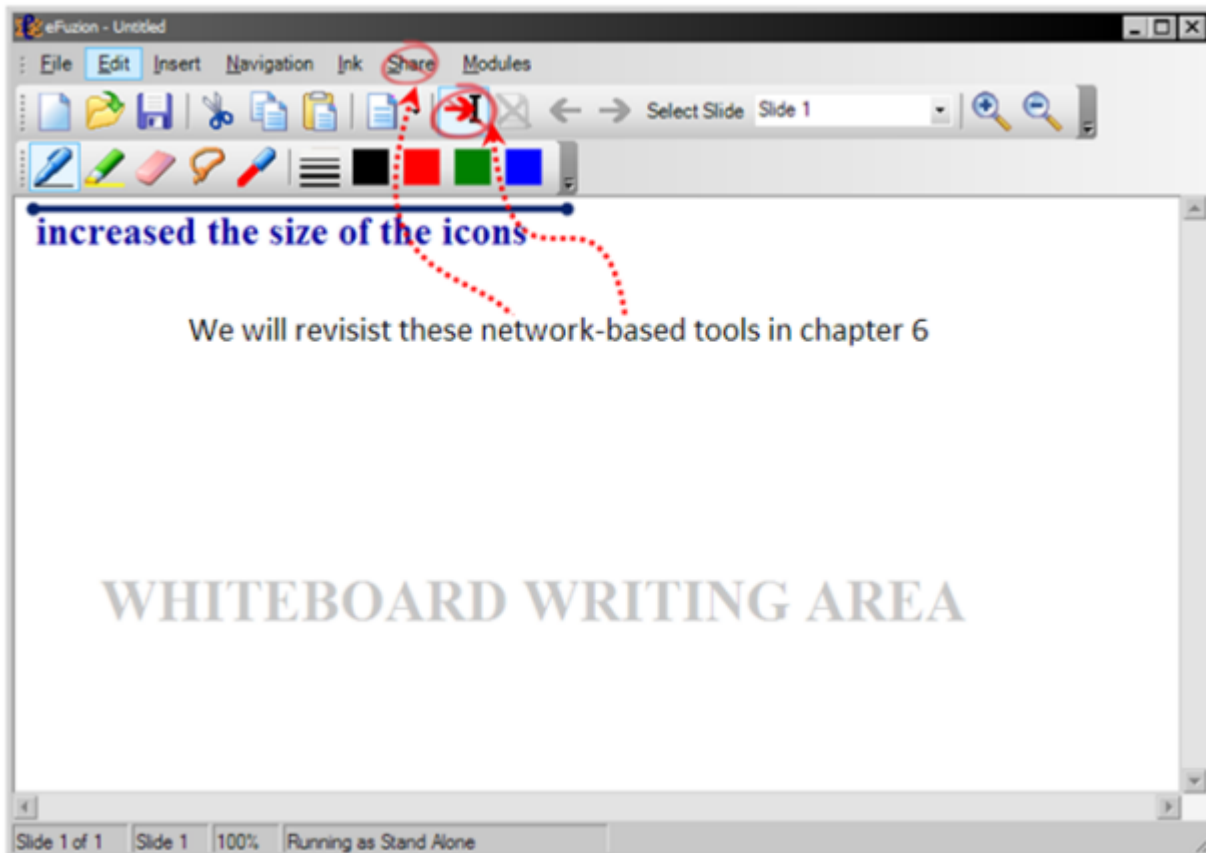 eFuzion - Untitled
File Edit Insert Navigation Ink Share Modules
Select Slide Slide 1
increased the size of the icons
We will revisist these network-based tools in chapter 6
WHITEBOARD WRITING AREA
Slide 1 of 1 Slide 1 100% Running as Stand Alone